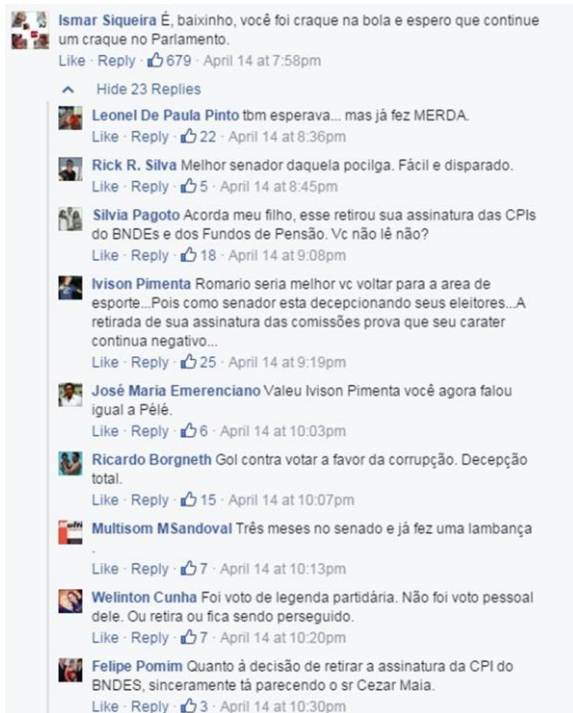 Ismar Siqueira É, baixinho, você foi craque na bola e espero que continue
um craque no Parlamento.
Like · Reply · 679 · April 14 at 7:58pm
Hide 23 Replies
Leonel De Paula Pinto tbm esperava... mas já fez MERDA.
Like · Reply · 22 · April 14 at 8:36pm
Rick R. Silva Melhor senador daquela pocilga. Fácil e disparado.
Like · Reply · 5 · April 14 at 8:45pm
Silvia Pagoto Acorda meu filho, esse retirou sua assinatura das CPIs
do BNDEs e dos Fundos de Pensão. Vc não lê não?
Like · Reply · 18 · April 14 at 9:08pm
Ivison Pimenta Romario seria melhor vc voltar para a area de
esporte...Pois como senador esta decepcionando seus eleitores...A
retirada de sua assinatura das comissões prova que seu carater
continua negativo...
Like · Reply · 25 · April 14 at 9:19pm
José Maria Emerenciano Valeu Ivison Pimenta você agora falou
igual a Pélé.
Like · Reply · 6 · April 14 at 10:03pm
Ricardo Borgneth Gol contra votar a favor da corrupção. Decepção
total.
Like · Reply · 15 · April 14 at 10:07pm
Multisom MSandoval Três meses no senado e já fez uma lambança
.
Like · Reply · 7 · April 14 at 10:13pm
Welinton Cunha Foi voto de legenda partidária. Não foi voto pessoal
dele. Ou retira ou fica sendo perseguido.
Like · Reply · 7 · April 14 at 10:20pm
Felipe Pomim Quanto á decisão de retirar a assinatura da CPI do
BNDES, sinceramente tá parecendo o sr Cezar Maia.
Like · Reply · 3 · April 14 at 10:30pm